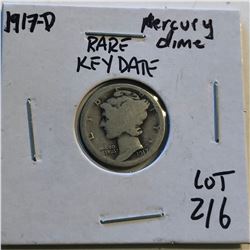 1917-D
Mercury
dime
RARE
KEY DATE
LOT
216